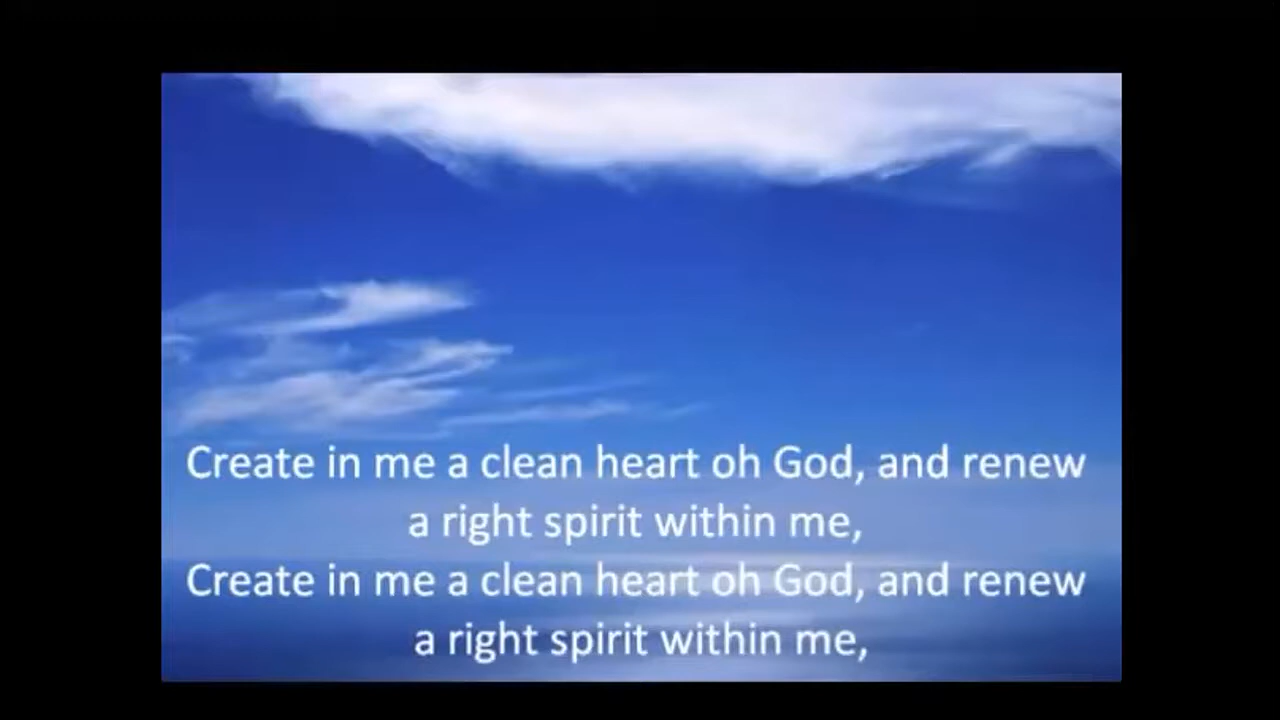 Create in me a clean heart oh God, and renew
a right spirit within me,
Create in me a clean heart oh God, and renew
a right spirit within me,